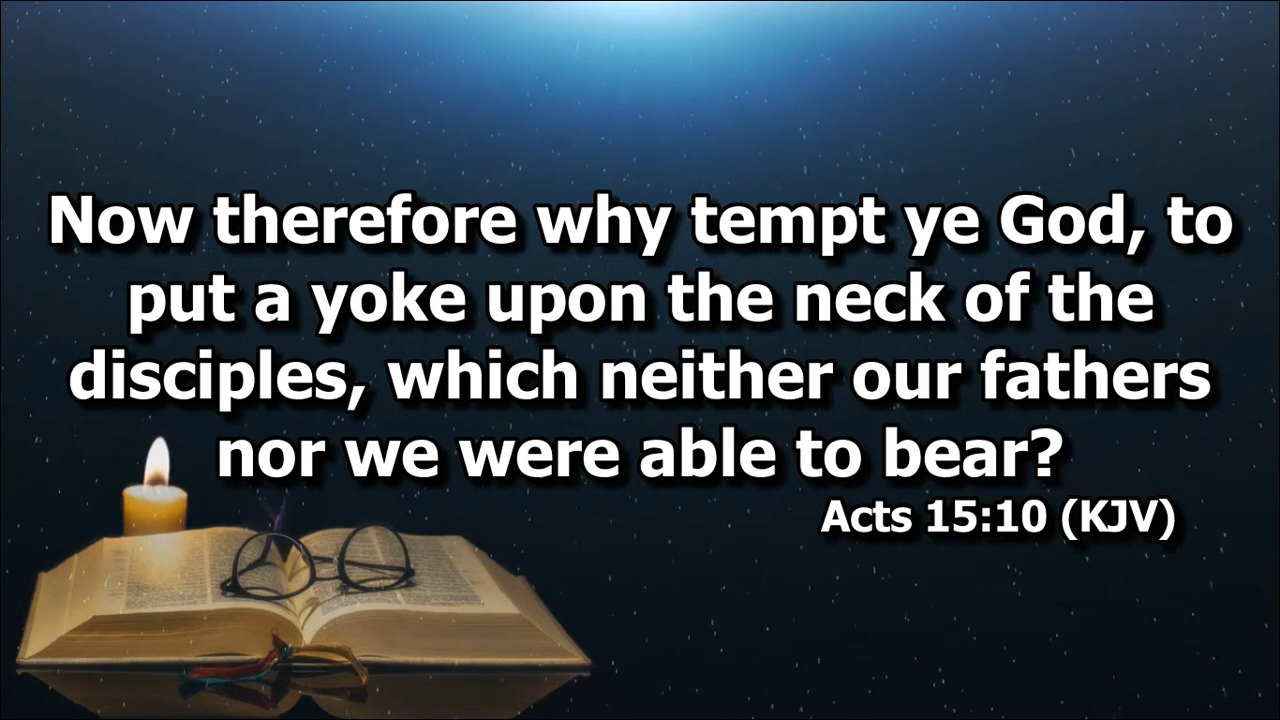 Now therefore why tempt ye God, to
put a yoke upon the neck of the
disciples, which neither our fathers
nor we were able to bear?
Acts 15:10 (KJV)